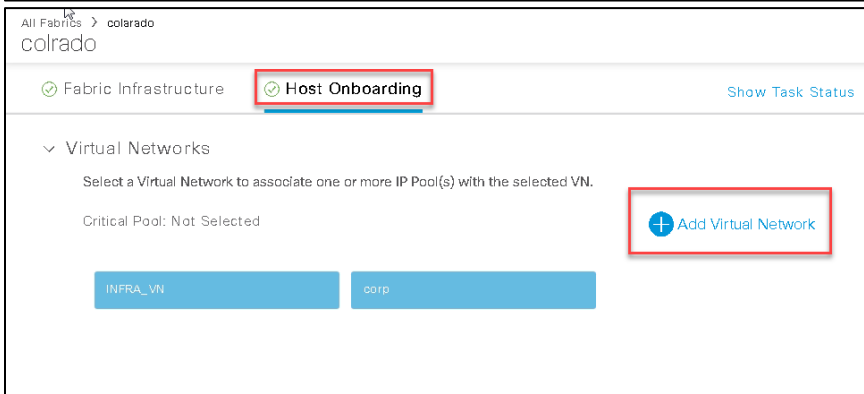 All Fabrics > colarado
colrado
Fabric Infrastructure Host Onboarding Show Task Status
Virtual Networks
Select a Virtual Network to associate one or more IP Pool(s) with the selected VN.
Critical Pool: Not Selected Add Virtual Network
INFRA_VN corp